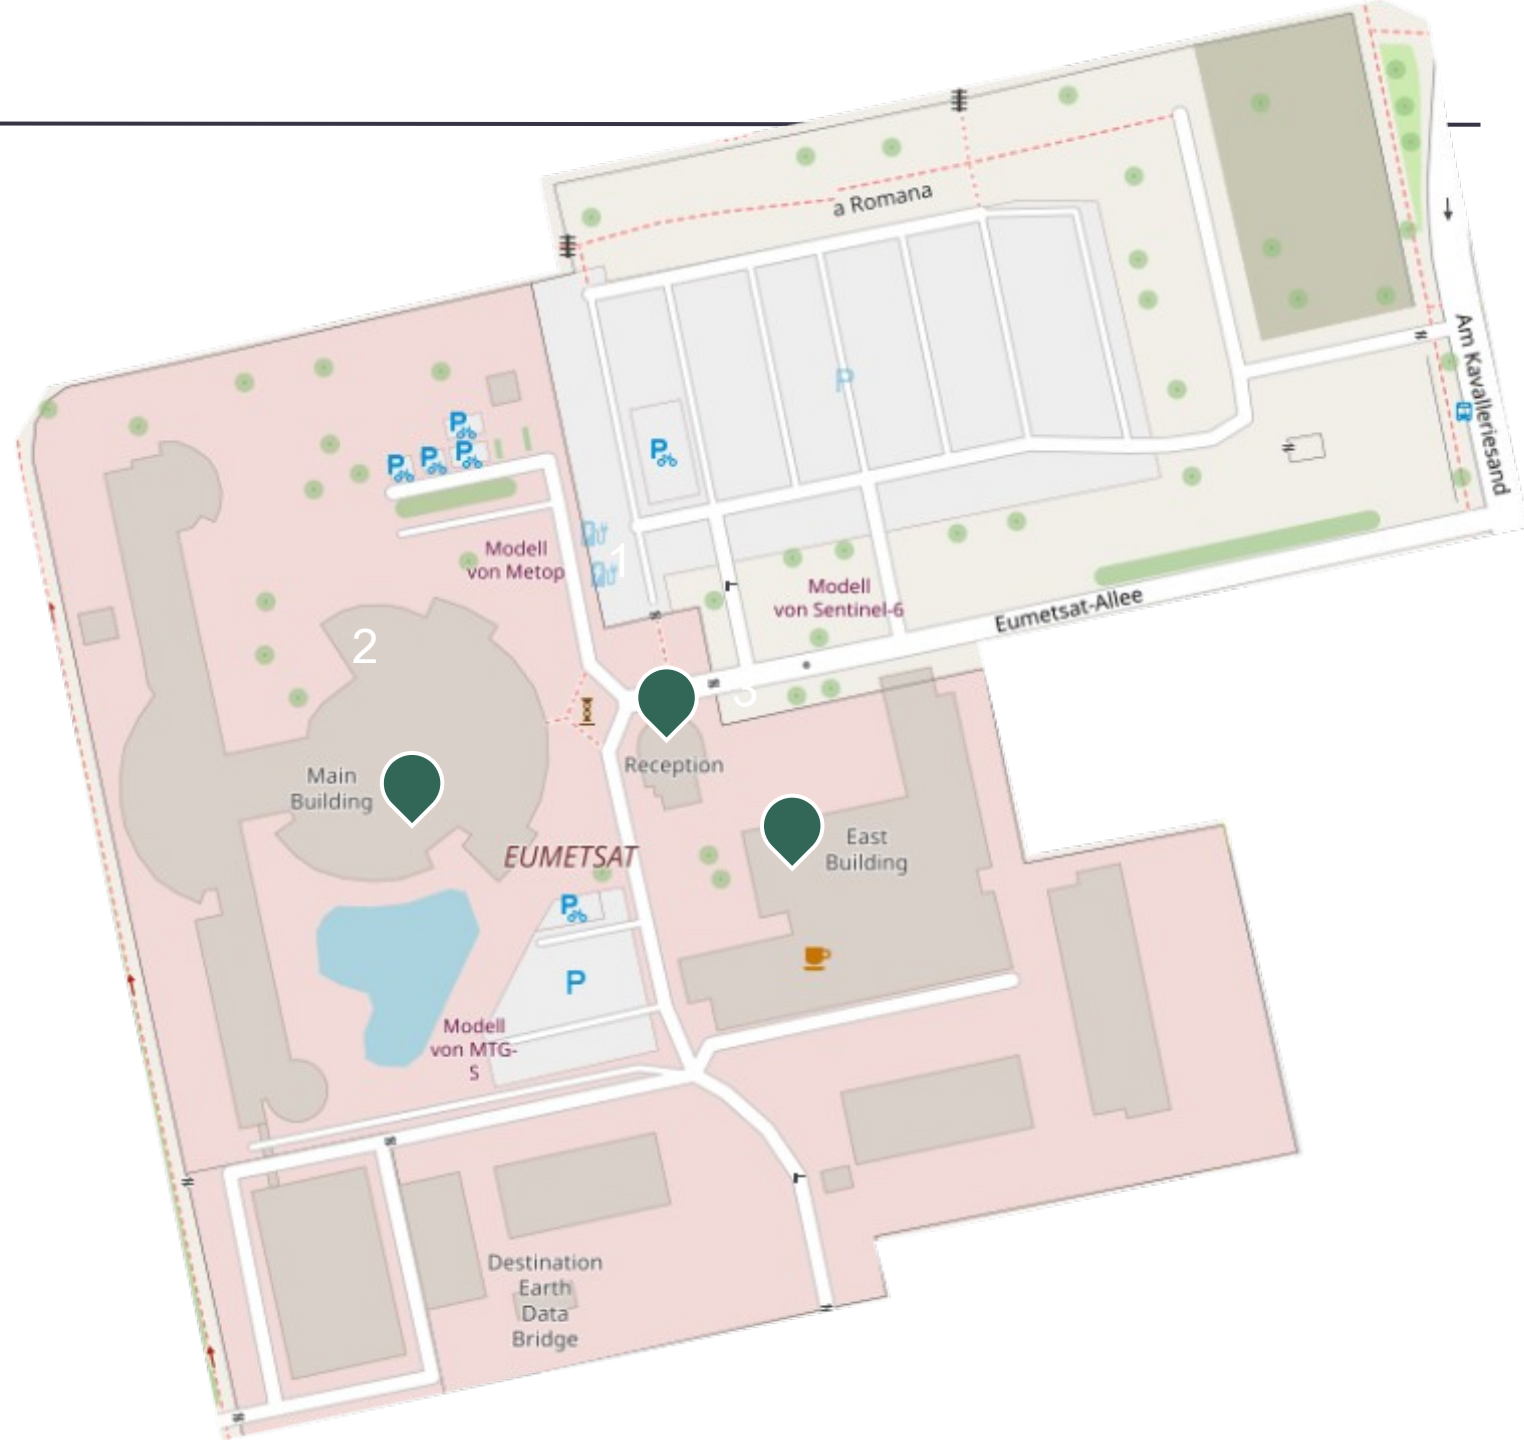 a Romana
P
P
P
P
P
P
Am Kavalleriesand
Modell
von Metop
1
Modell
von Sentinel-6
Eumetsat-Allee
2
3
Reception
Main
Building
East
Building
EUMETSAT
P
P
Modell
von MTG-
S
Destination
Earth
Data
Bridge